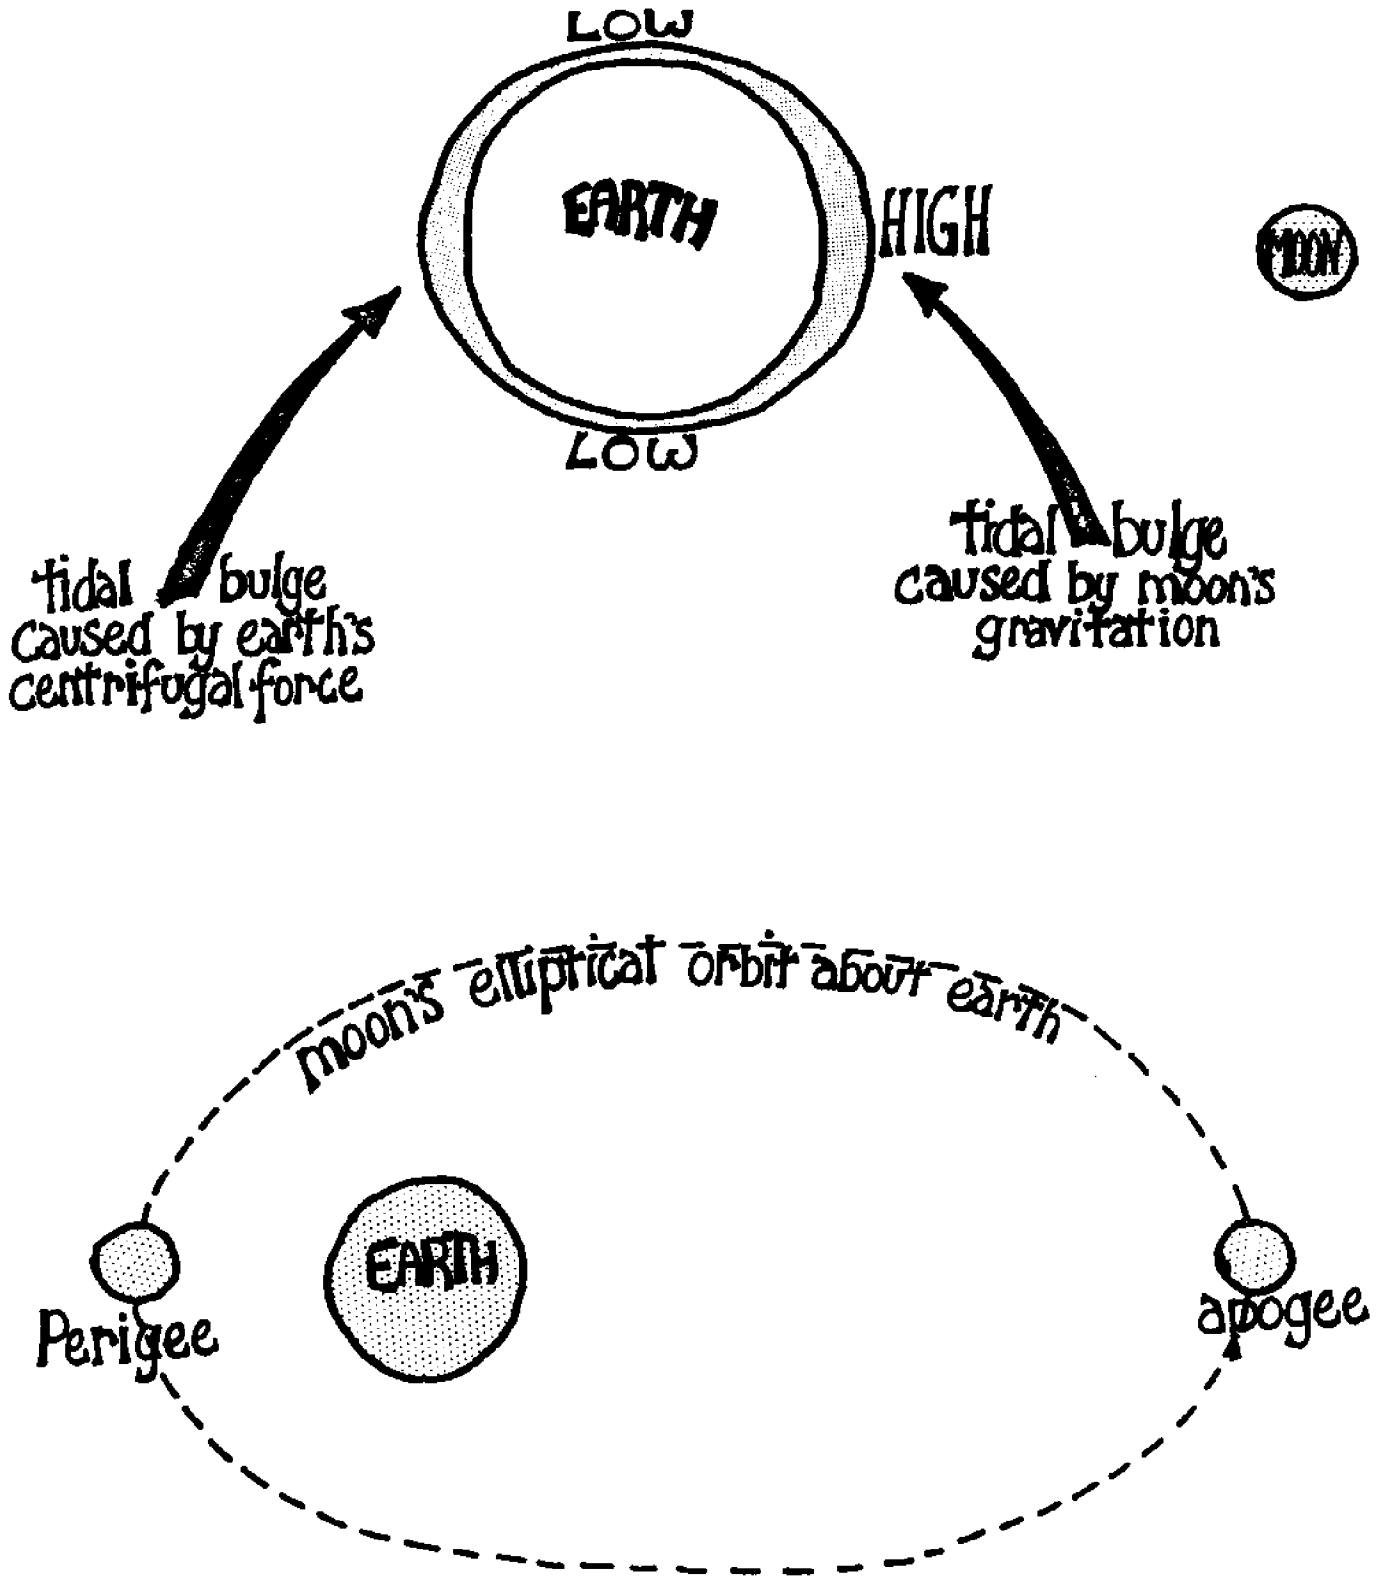 LOW
EARTH
HIGH
MOON
LOW
tidal bulge
caused by earth's
centrifugal force
tidal bulge
caused by moon's
gravitation
moon's elliptical orbit about earth
EARTH
Perigee
apogee